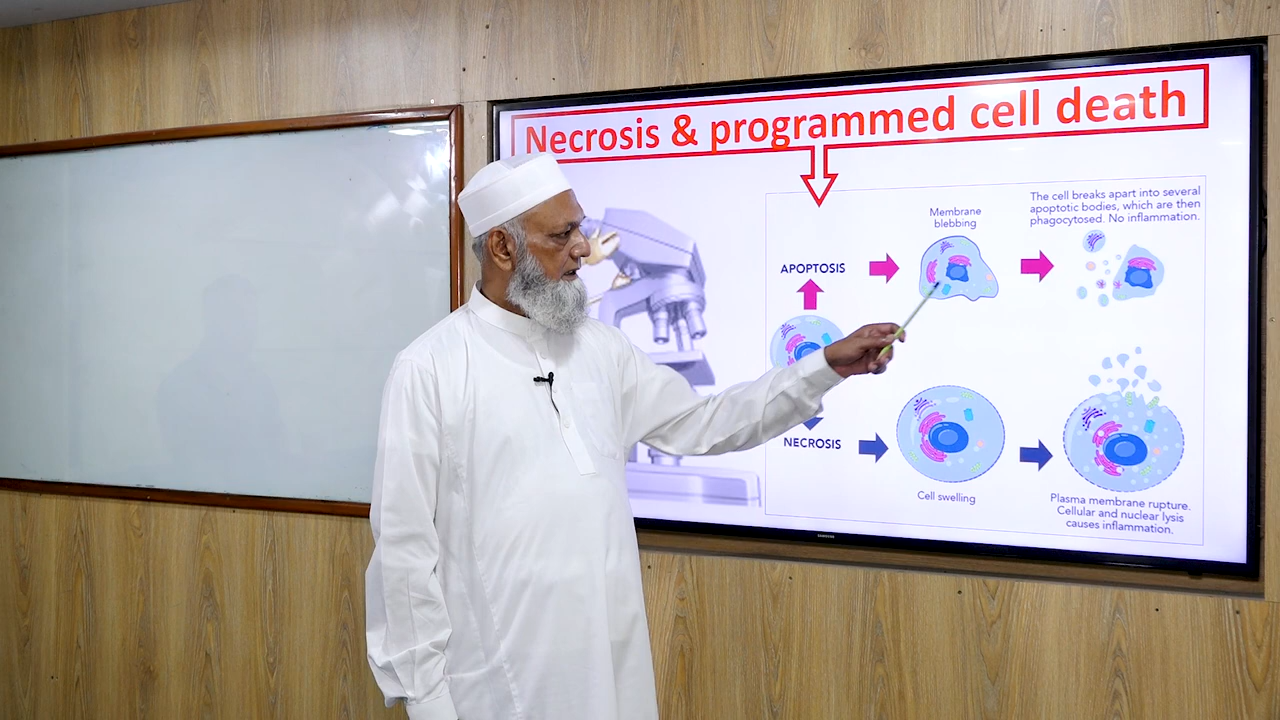 Necrosis & programmed cell death
Membrane
blebbing
The cell breaks apart into several
apoptotic bodies, which are then
phagocytosed. No inflammation.
APOPTOSIS
NECROSIS
Cell swelling
Plasma membrane rupture.
Cellular and nuclear lysis
causes inflammation.
SAMSUNG